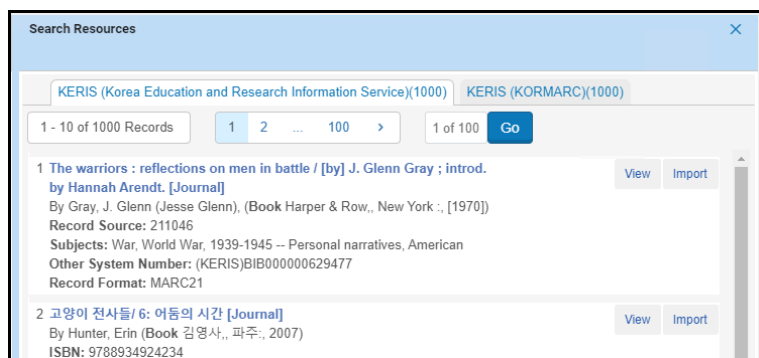 Search Resources
KERIS (Korea Education and Research Information Service)(1000) KERIS (KORMARC)(1000)
1 - 10 of 1000 Records 1 2 ... 100 > 1 of 100 Go
1 The warriors : reflections on men in battle / [by] J. Glenn Gray ; introd. View Import
by Hannah Arendt. [Journal]
By Gray, J. Glenn (Jesse Glenn), (Book Harper & Row,, New York :, [1970])
Record Source: 211046
Subjects: War, World War, 1939-1945 -- Personal narratives, American
Other System Number: (KERIS)BIB000000629477
Record Format: MARC21
2 고양이 전사들/ 6: 어둠의 시간 [Journal] View Import
By Hunter, Erin (Book 김영사,, 파주:, 2007)
ISBN: 9788934924234